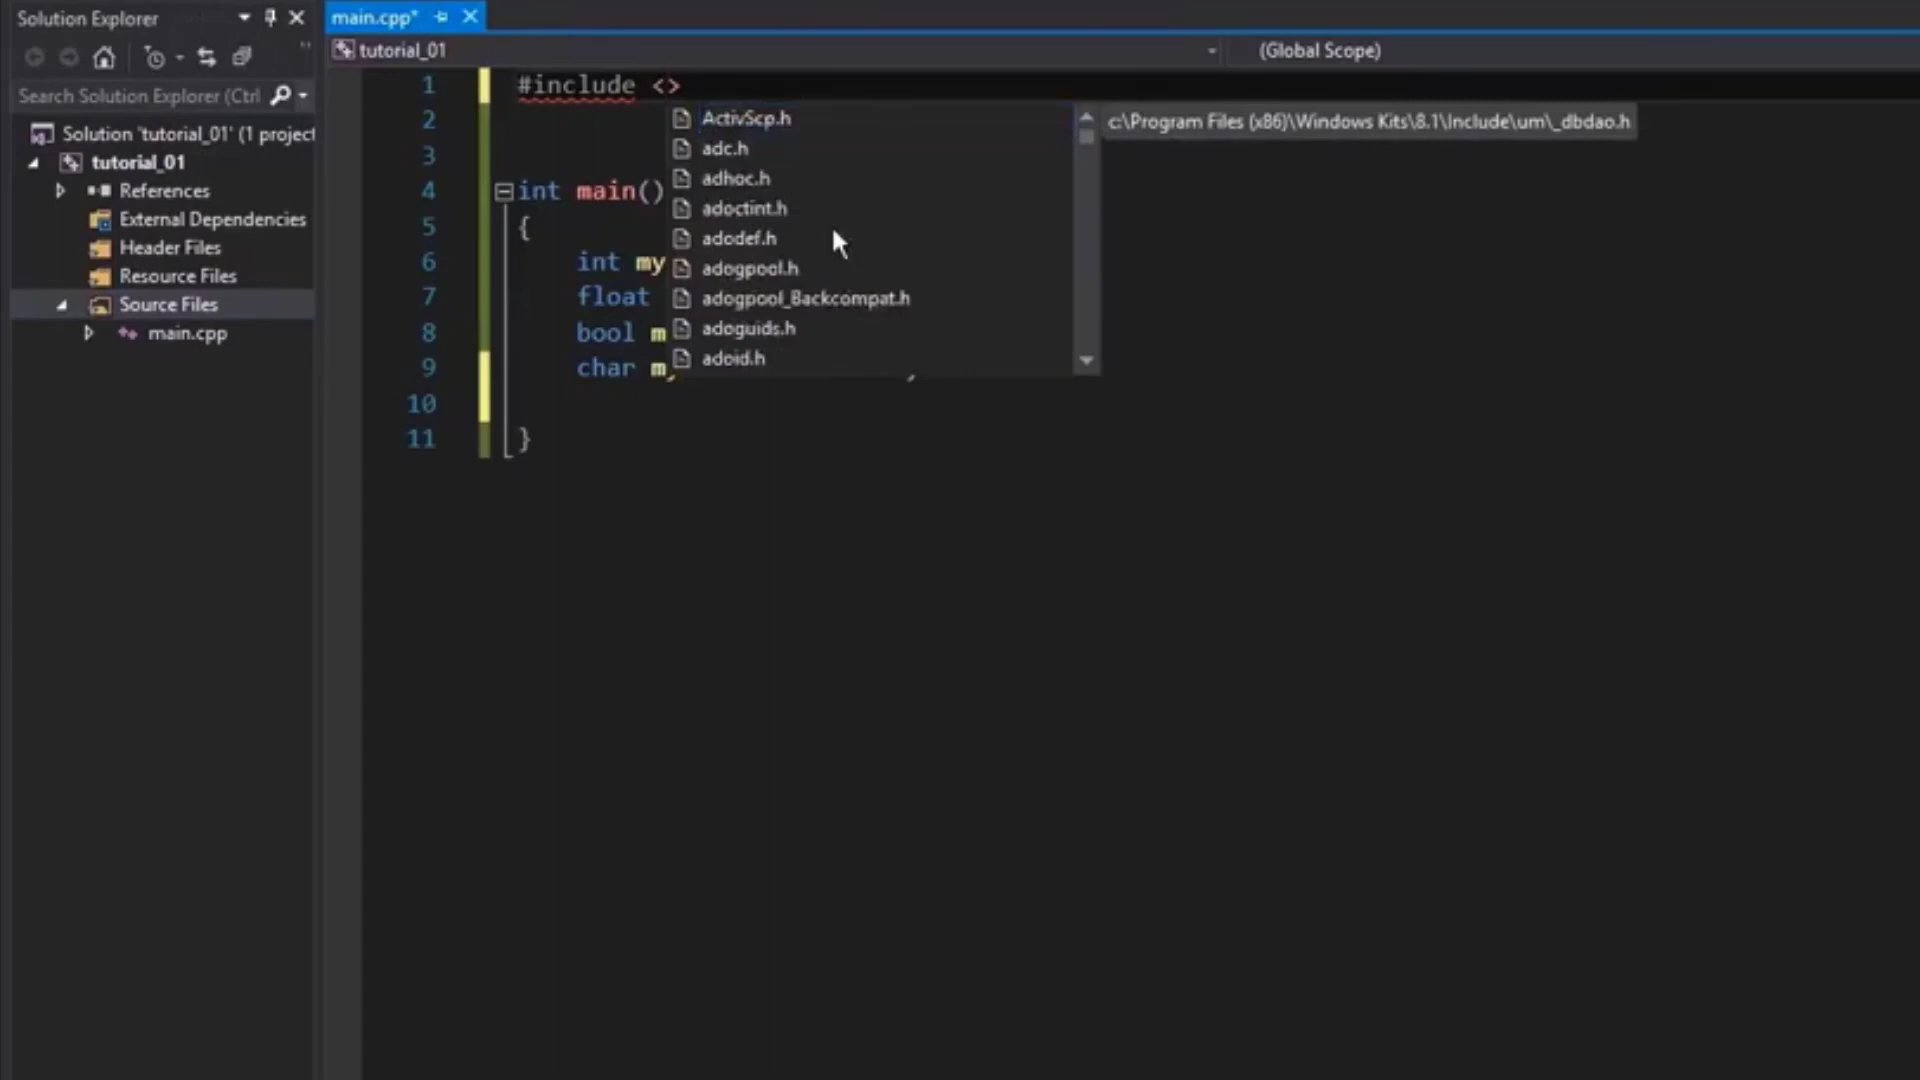 Solution Explorer
Search Solution Explorer (Ctrl
Solution 'tutorial_01' (1 project
tutorial_01
References
External Dependencies
Header Files
Resource Files
Source Files
main.cpp
main.cpp*
tutorial_01
(Global Scope)
1 #include <>
2
3
4 int main()
5 {
6 int my
7 float
8 bool m
9 char my
10
11 }
ActivScp.h
adc.h
adhoc.h
adoctint.h
adodef.h
adogpool.h
adogpool_Backcompat.h
adoguids.h
adoid.h
c:\Program Files (x86)\Windows Kits\8.1\Include\um\_dbdao.h